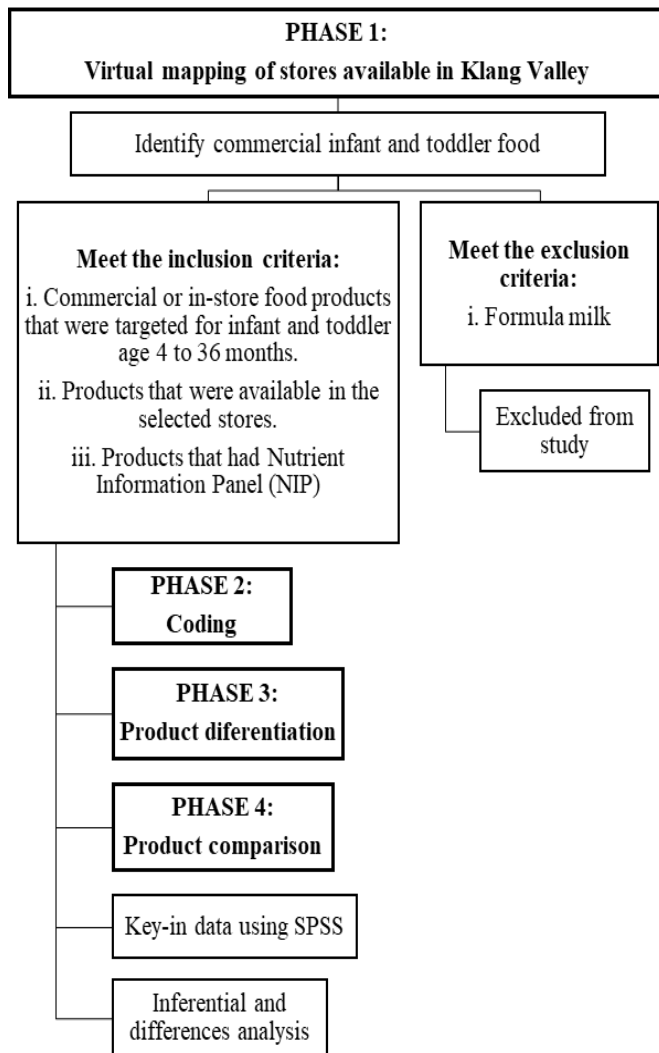 PHASE 1:
Virtual mapping of stores available in Klang Valley
Identify commercial infant and toddler food
Meet the inclusion criteria:
i. Commercial or in-store food products
that were targeted for infant and toddler
age 4 to 36 months.
ii. Products that were available in the
selected stores.
iii. Products that had Nutrient
Information Panel (NIP)
Meet the exclusion
criteria:
i. Formula milk
Excluded from
study
PHASE 2:
Coding
PHASE 3:
Product diferentiation
PHASE 4:
Product comparison
Key-in data using SPSS
Inferential and
differences analysis